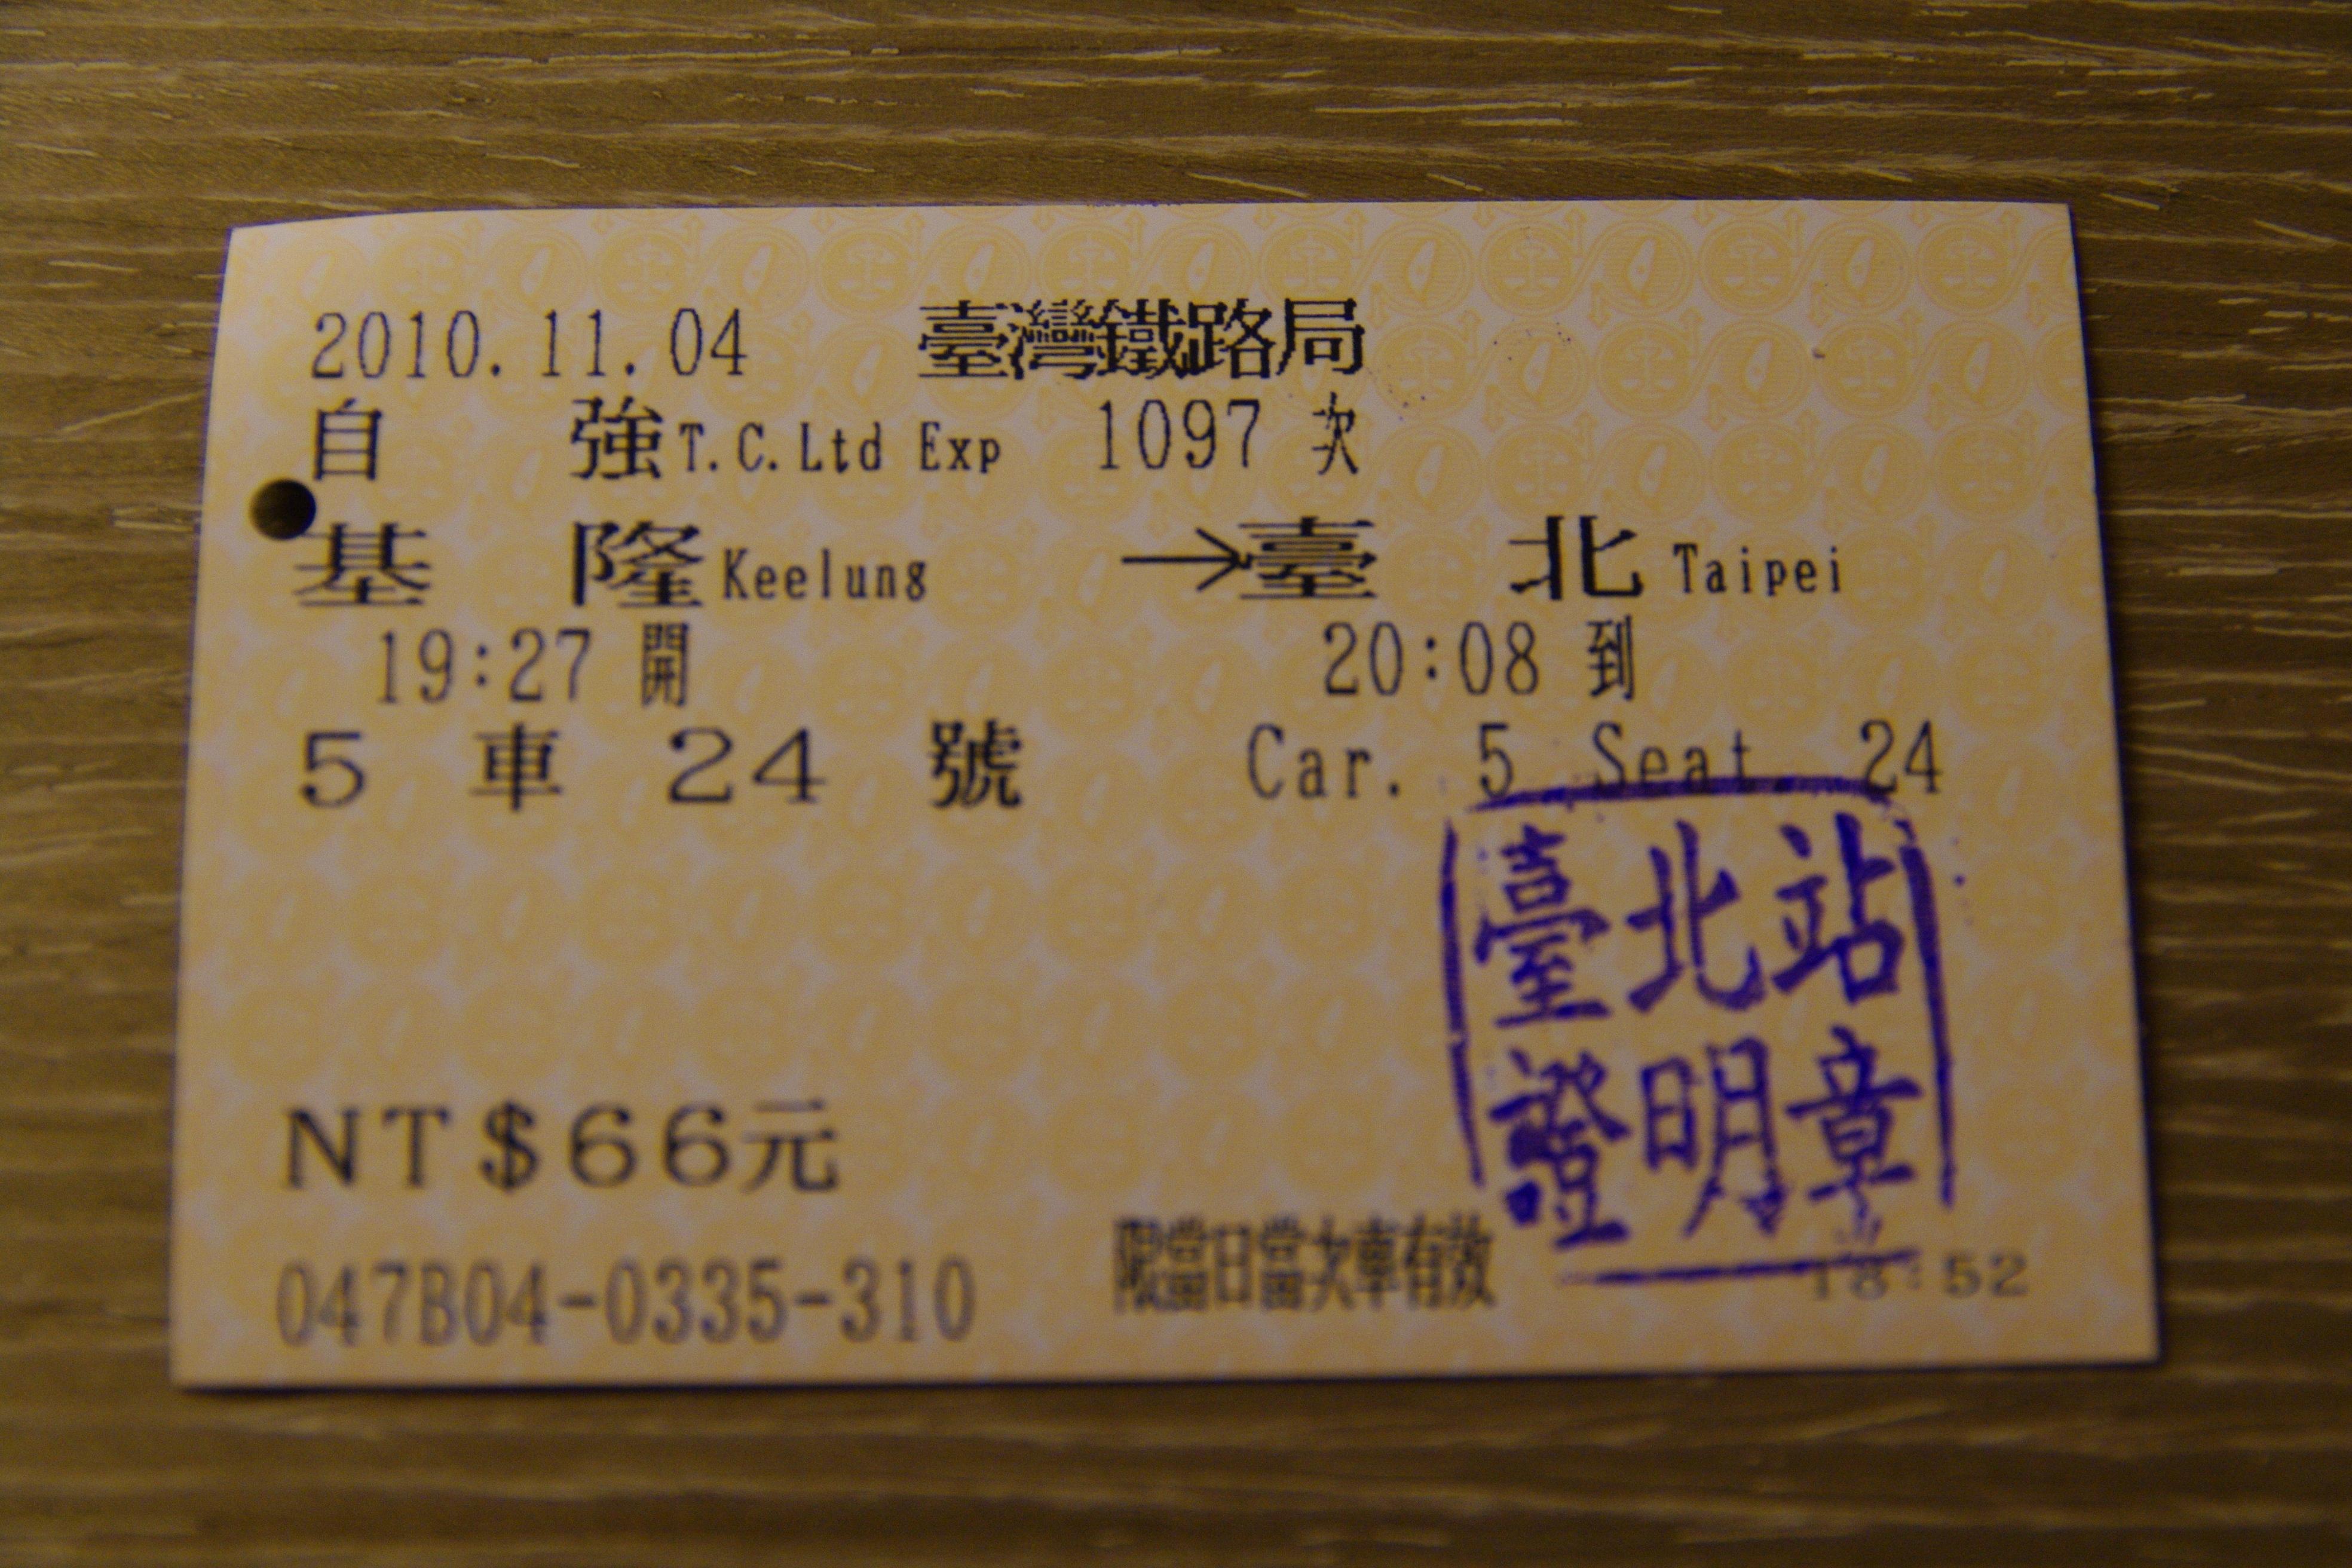 2010.11.04 臺灣鐵路局
自 強 T.C.Ltd Exp 1097 次
基 隆 Keelung →臺 北 Taipei
19:27 開 20:08 到
5 車 24 號 Car. 5 Seat. 24
臺北站
證明章
NT$66元
限當日當次車有效
047B04-0335-310 18:52